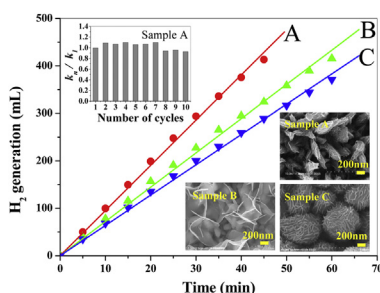 Sample A
kn / k1
1.4
1.2
1.0
0.8
0.6
0.4
0.2
0.0
1 2 3 4 5 6 7 8 9 10
Number of cycles
A
B
C
500
400
300
200
100
0
H2 generation (mL)
Sample A
200nm
Sample B
200nm
Sample C
200nm
0 10 20 30 40 50 60 70
Time (min)